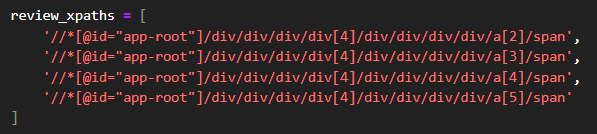 review_xpaths = [
'//*[@id="app-root"]/div/div/div/div[4]/div/div/div/div/a[2]/span',
'//*[@id="app-root"]/div/div/div/div[4]/div/div/div/div/a[3]/span',
'//*[@id="app-root"]/div/div/div/div[4]/div/div/div/div/a[4]/span',
'//*[@id="app-root"]/div/div/div/div[4]/div/div/div/div/a[5]/span'
]